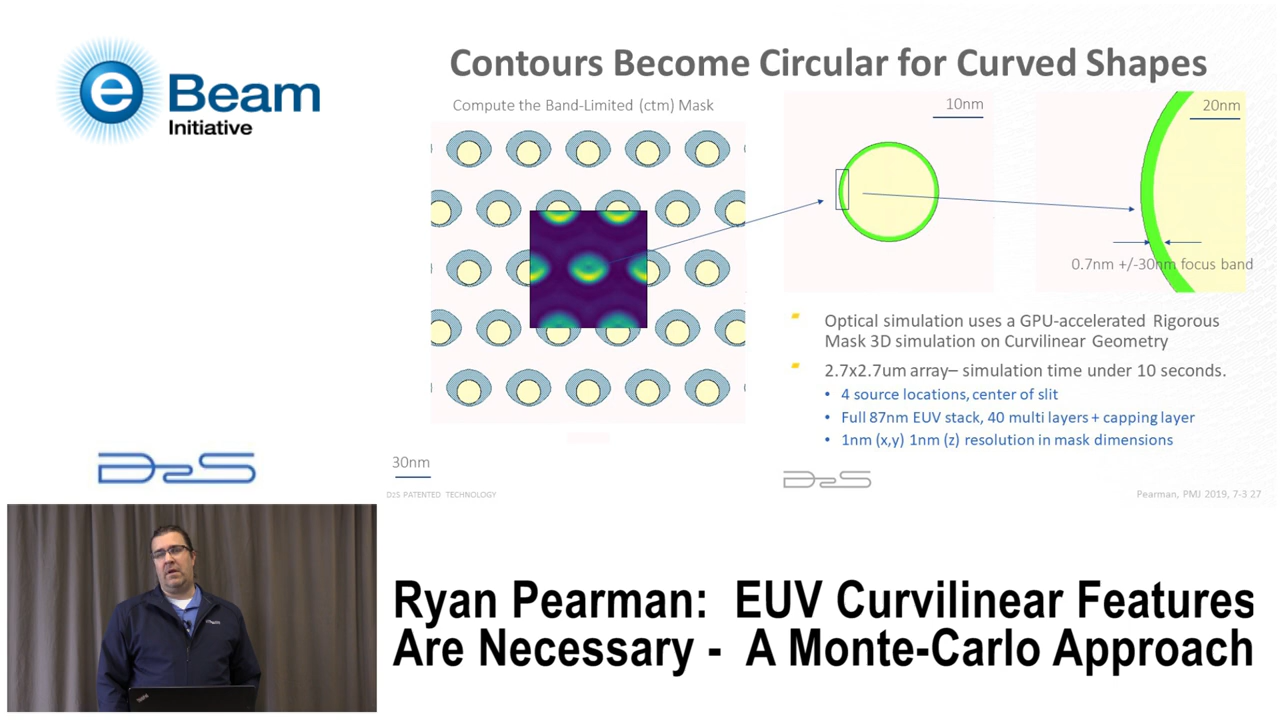 e Beam
Initiative
Contours Become Circular for Curved Shapes
Compute the Band-Limited (ctm) Mask
10nm
20nm
0.7nm +/-30nm focus band
Optical simulation uses a GPU-accelerated Rigorous
Mask 3D simulation on Curvilinear Geometry
2.7x2.7um array– simulation time under 10 seconds.
• 4 source locations, center of slit
• Full 87nm EUV stack, 40 multi layers + capping layer
• 1nm (x,y) 1nm (z) resolution in mask dimensions
30nm
D2S PATENTED TECHNOLOGY
D2S
Pearman, PMJ 2019, 7-3 27
D2S
Ryan Pearman: EUV Curvilinear Features
Are Necessary - A Monte-Carlo Approach